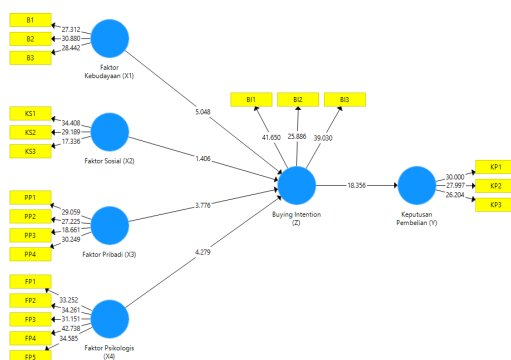 B1
27.312
B2
30.880
B3
28.442
Faktor
Kebudayaan (X1)
5.048
BI1
BI2
BI3
41.650
25.886
39.030
KS1
34.408
KS2
29.189
KS3
17.336
Faktor Sosial (X2)
1.406
Buying Intention
(Z)
18.356
KP1
30.000
KP2
27.997
KP3
26.204
Keputusan
Pembelian (Y)
PP1
29.059
PP2
27.225
PP3
18.661
PP4
30.249
Faktor Pribadi (X3)
3.776
4.279
FP1
33.252
FP2
34.261
FP3
31.151
FP4
42.738
FP5
34.585
Faktor Psikologis
(X4)